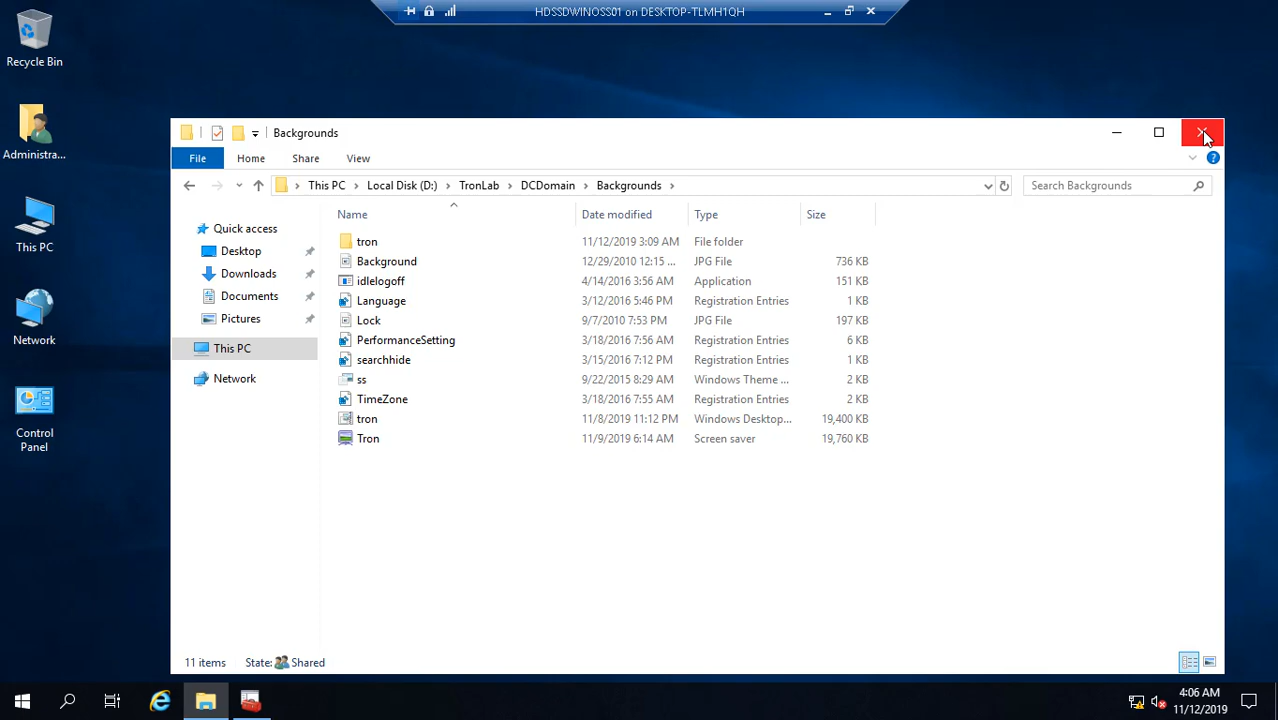 HDSSDWINOSS01 on DESKTOP-TLMH1QH
Recycle Bin
Administra...
This PC
Network
Control
Panel
Backgrounds
File Home Share View
This PC > Local Disk (D:) > TronLab > DCDomain > Backgrounds >
Search Backgrounds
Quick access
Desktop
Downloads
Documents
Pictures
This PC
Network
Name Date modified Type Size
tron 11/12/2019 3:09 AM File folder
Background 12/29/2010 12:15 ... JPG File 736 KB
idlelogoff 4/14/2016 3:56 AM Application 151 KB
Language 3/12/2016 5:46 PM Registration Entries 1 KB
Lock 9/7/2010 7:53 PM JPG File 197 KB
PerformanceSetting 3/18/2016 7:56 AM Registration Entries 6 KB
searchhide 3/15/2016 7:12 PM Registration Entries 1 KB
ss 9/22/2015 8:29 AM Windows Theme ... 2 KB
TimeZone 3/18/2016 7:55 AM Registration Entries 2 KB
tron 11/8/2019 11:12 PM Windows Desktop... 19,400 KB
Tron 11/9/2019 6:14 AM Screen saver 19,760 KB
11 items State: Shared
4:06 AM
11/12/2019